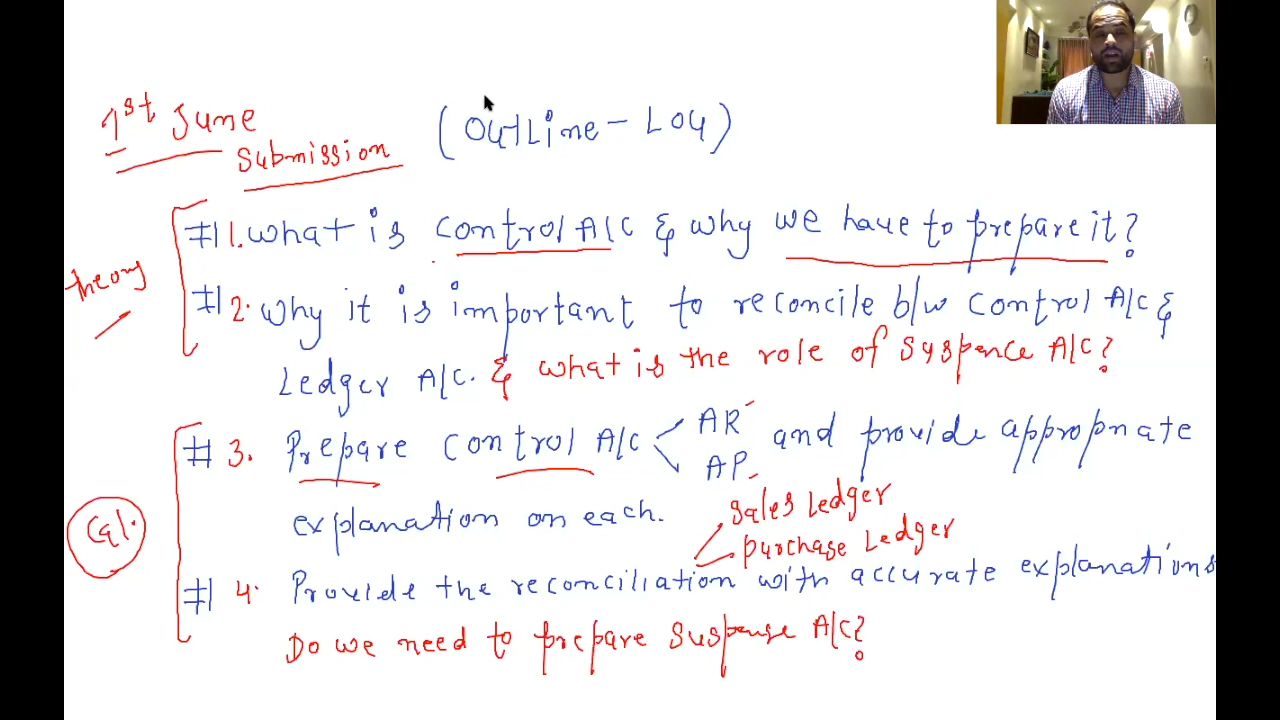 1st June
Submission
(OutLine - LO4)
Theory
#1. What is control A/C & why we have to prepare it?
#2. Why it is important to reconcile b/w control A/C &
Ledger A/C. & what is the role of Suspence A/C?
Cal.
#3. Prepare control A/C AR and provide appropriate
AP
explanation on each.
Sales Ledger
Purchase Ledger
#4. Provide the reconciliation with accurate explanations
Do we need to prepare Suspense A/C?